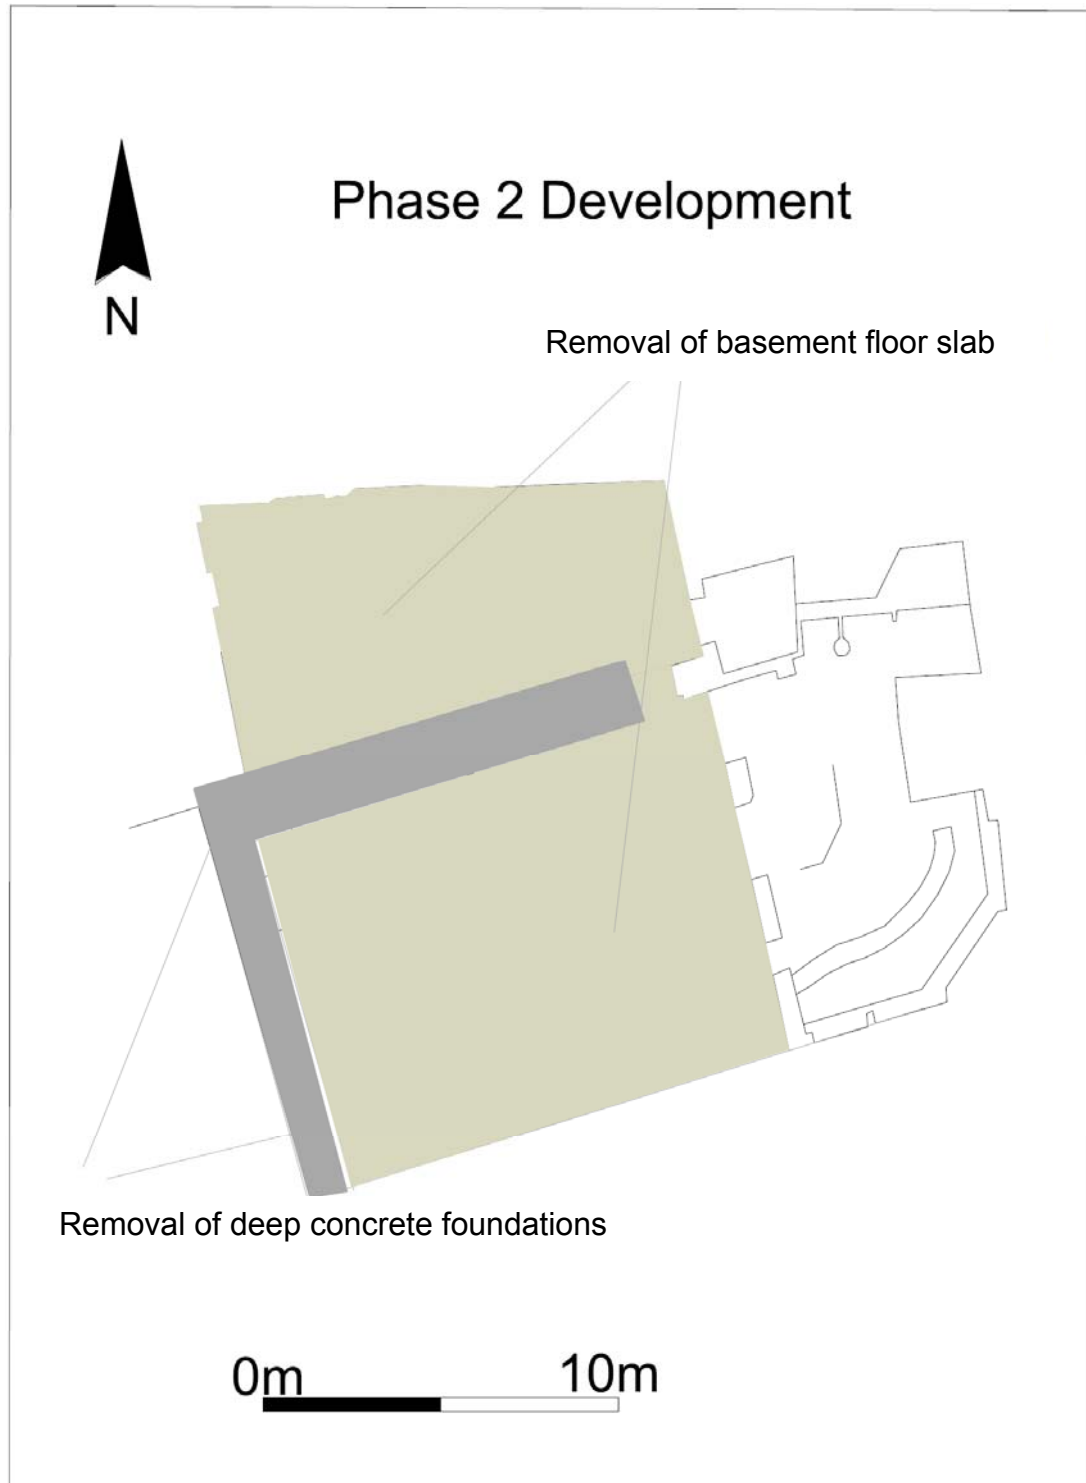 Phase 2 Development
N
Removal of basement floor slab
Removal of deep concrete foundations
0m 10m